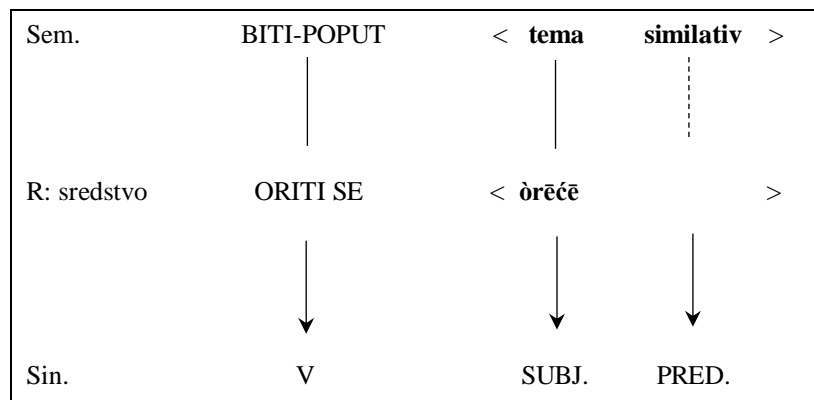 Sem. BITI-POPUT < tema similativ >
R: sredstvo ORITI SE < òrēćē >
Sin. V SUBJ. PRED.